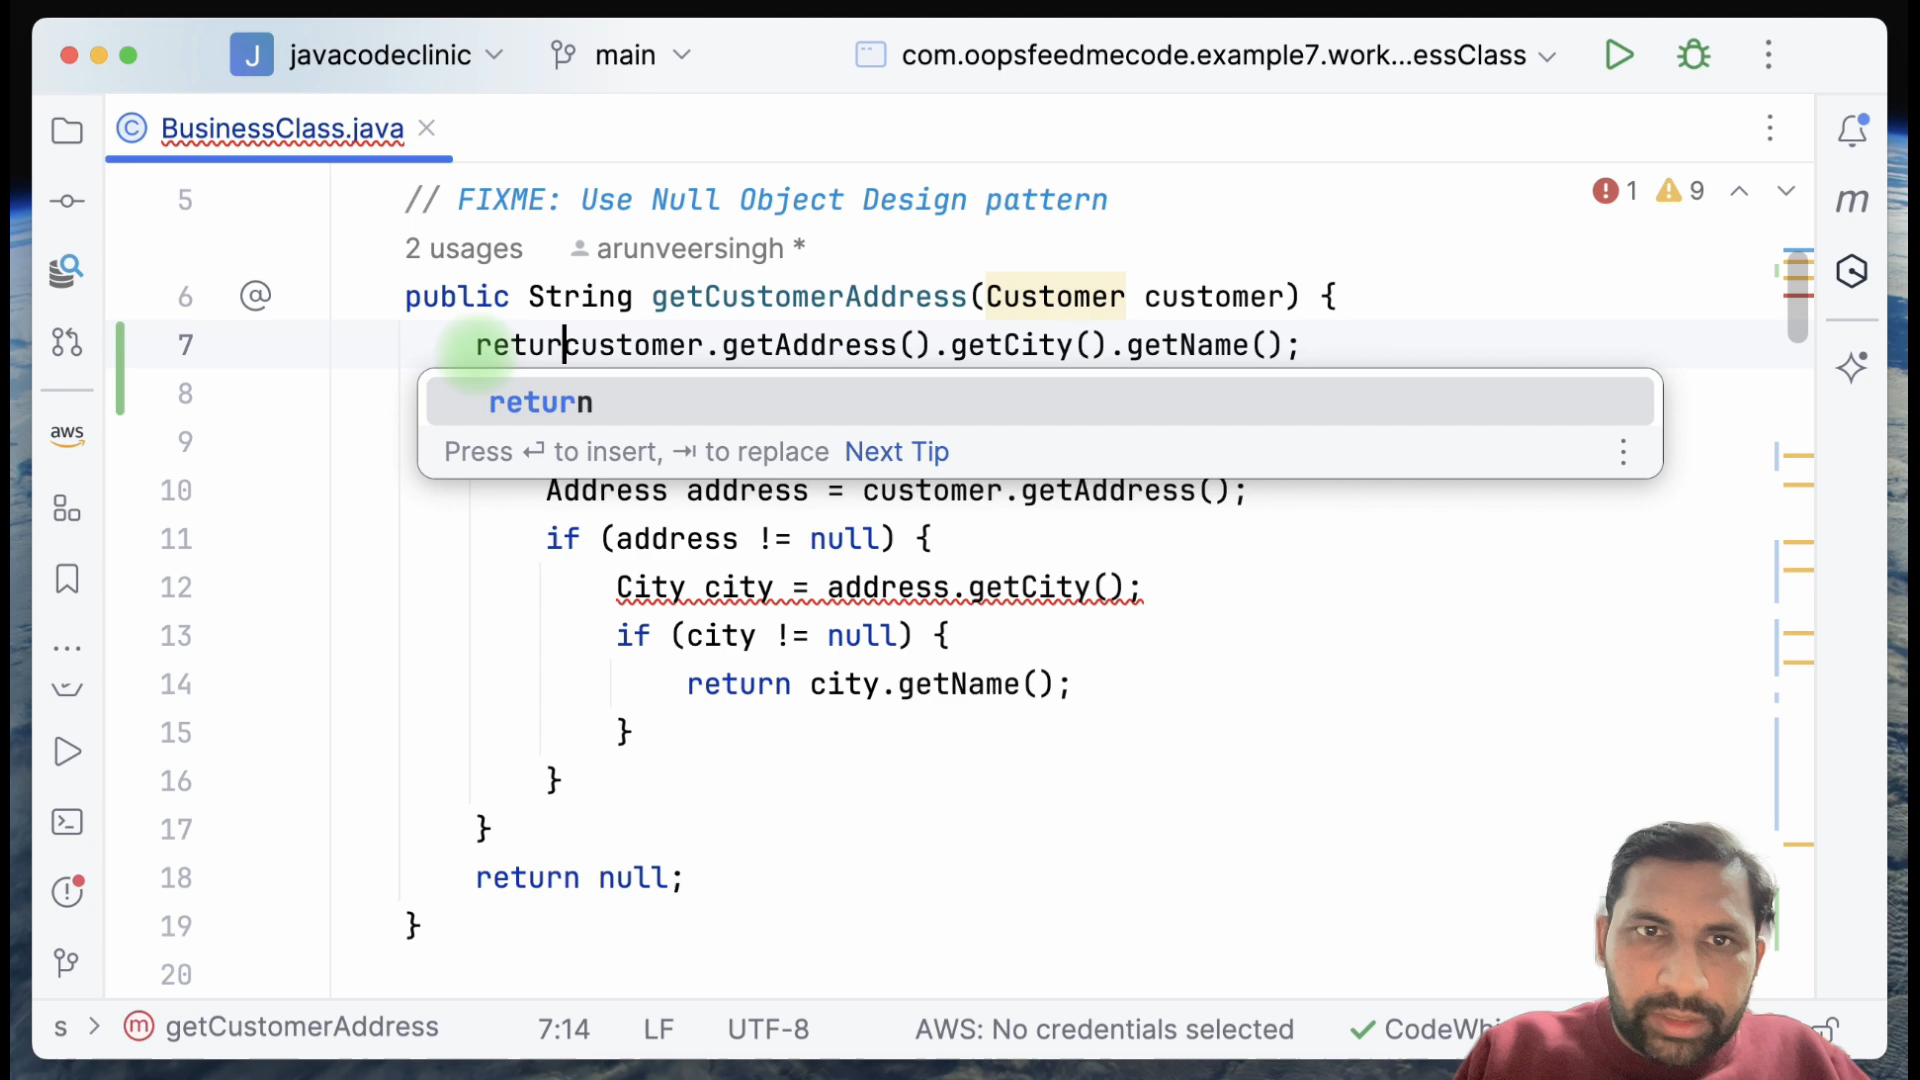 J javacodeclinic main com.oopsfeedmecode.example7.work...essClass
BusinessClass.java
5 // FIXME: Use Null Object Design pattern 1 9
2 usages arunveersingh *
6 public String getCustomerAddress(Customer customer) {
7 returcustomer.getAddress().getCity().getName();
8 return
9 Press ⏎ to insert, ⇥ to replace Next Tip
10 Address address = customer.getAddress();
11 if (address != null) {
12 City city = address.getCity();
13 if (city != null) {
14 return city.getName();
15 }
16 }
17 }
18 return null;
19 }
20
aws
m
s > m getCustomerAddress 7:14 LF UTF-8 AWS: No credentials selected ✓ CodeWhi